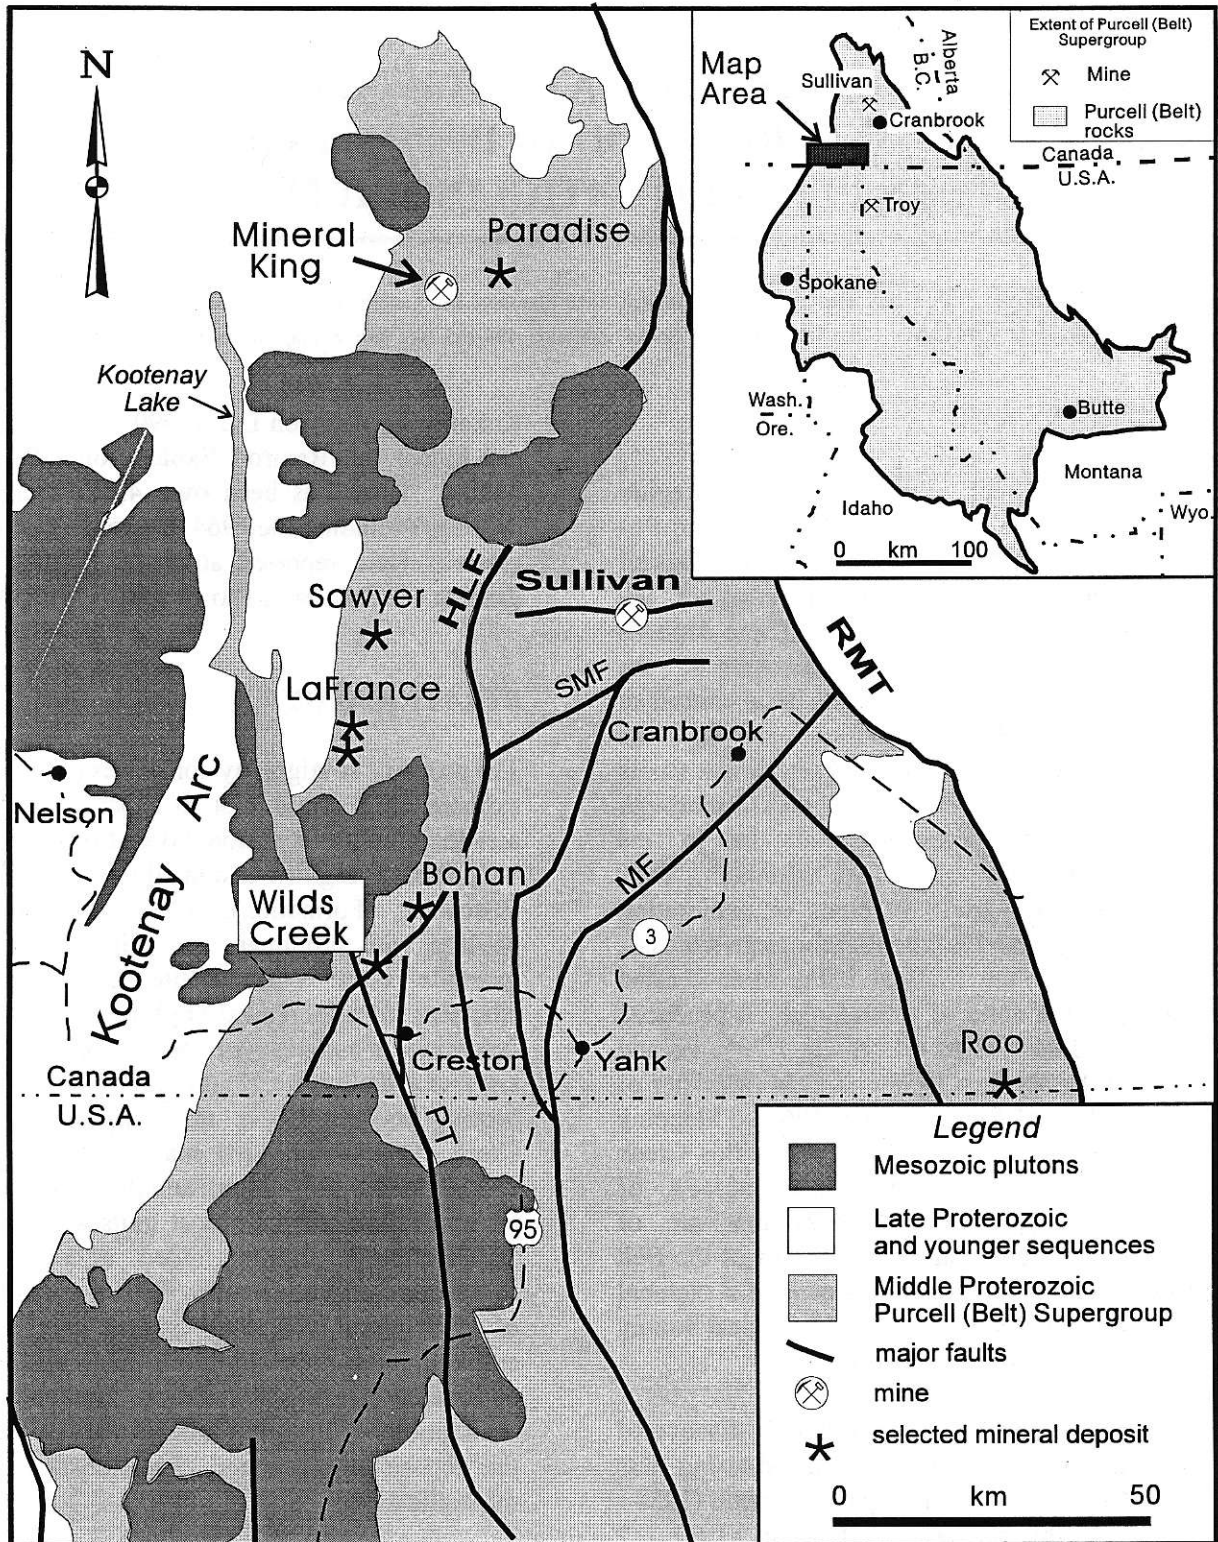 N
Mineral
King
Paradise
Kootenay
Lake
Sawyer
HLF
Sullivan
LaFrance
SMF
Cranbrook
RMT
Nelson
Kootenay Arc
Bohan
MF
Wilds
Creek
3
Creston
Yahk
Roo
Canada
U.S.A.
PT
95
Map
Area
Sullivan
Cranbrook
Alberta
B.C.
Extent of Purcell (Belt)
Supergroup
Mine
Purcell (Belt)
rocks
Canada
U.S.A.
Troy
Spokane
Wash.
Ore.
Butte
Montana
Idaho
Wyo.
0 km 100
Legend
Mesozoic plutons
Late Proterozoic
and younger sequences
Middle Proterozoic
Purcell (Belt) Supergroup
major faults
mine
selected mineral deposit
0 km 50